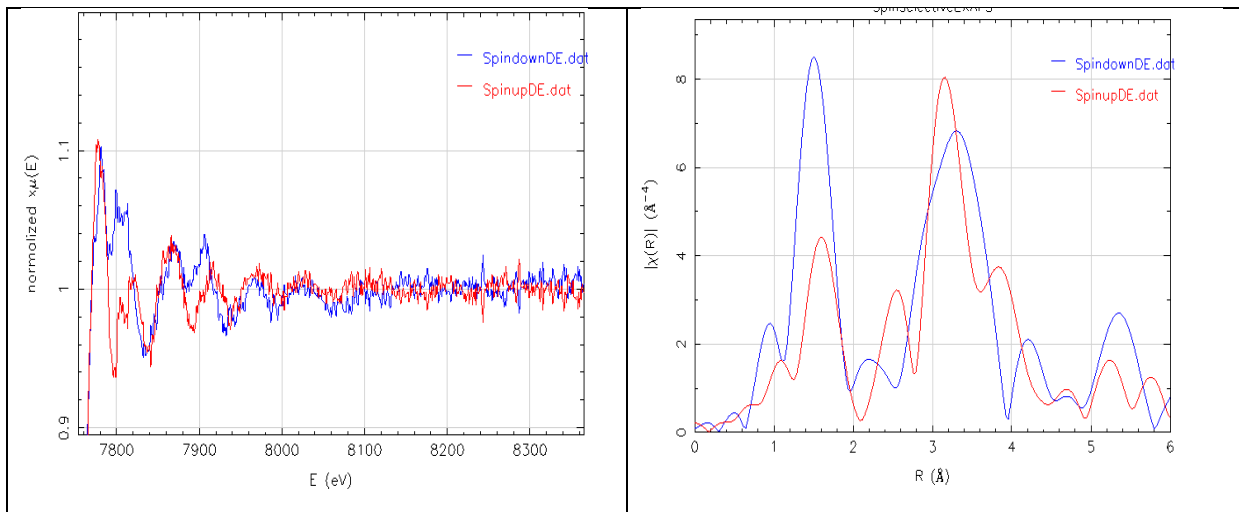 SpindownDE.dat
SpinupDE.dat
normalized xμ(E)
1.1
1
0.9
7800 7900 8000 8100 8200 8300
E (eV)
SpinSelectiveEXAFS
SpindownDE.dat
SpinupDE.dat
|χ(R)| (Å⁻⁴)
8
6
4
2
0
0 1 2 3 4 5 6
R (Å)